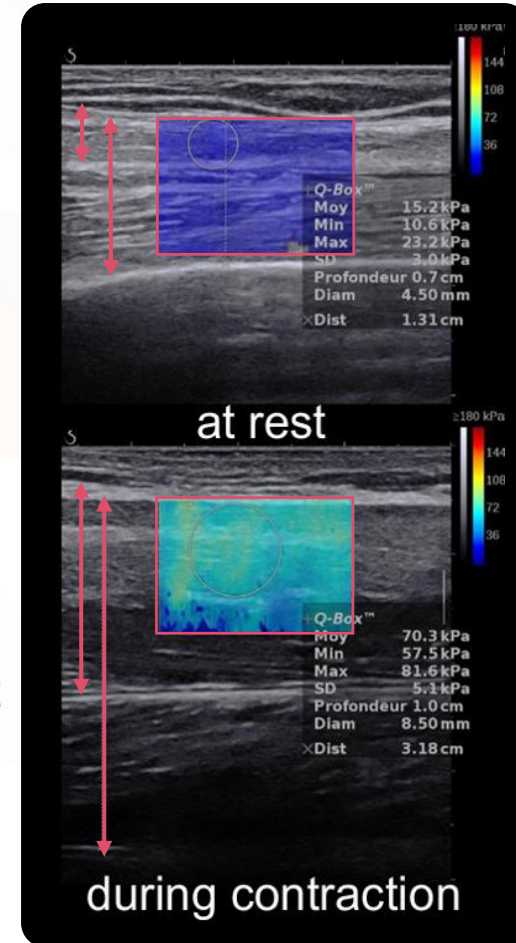 ≥180 kPa
144
108
72
36
Q-Box™
Moy 15.2 kPa
Min 10.6 kPa
Max 23.2 kPa
SD 3.0 kPa
Profondeur 0.7 cm
Diam 4.50 mm
Dist 1.31 cm
at rest
≥180 kPa
144
108
72
36
+Q-Box™
Moy 70.3 kPa
Min 57.5 kPa
Max 81.6 kPa
SD 5.1 kPa
Profondeur 1.0 cm
Diam 8.50 mm
×Dist 3.18 cm
during contraction